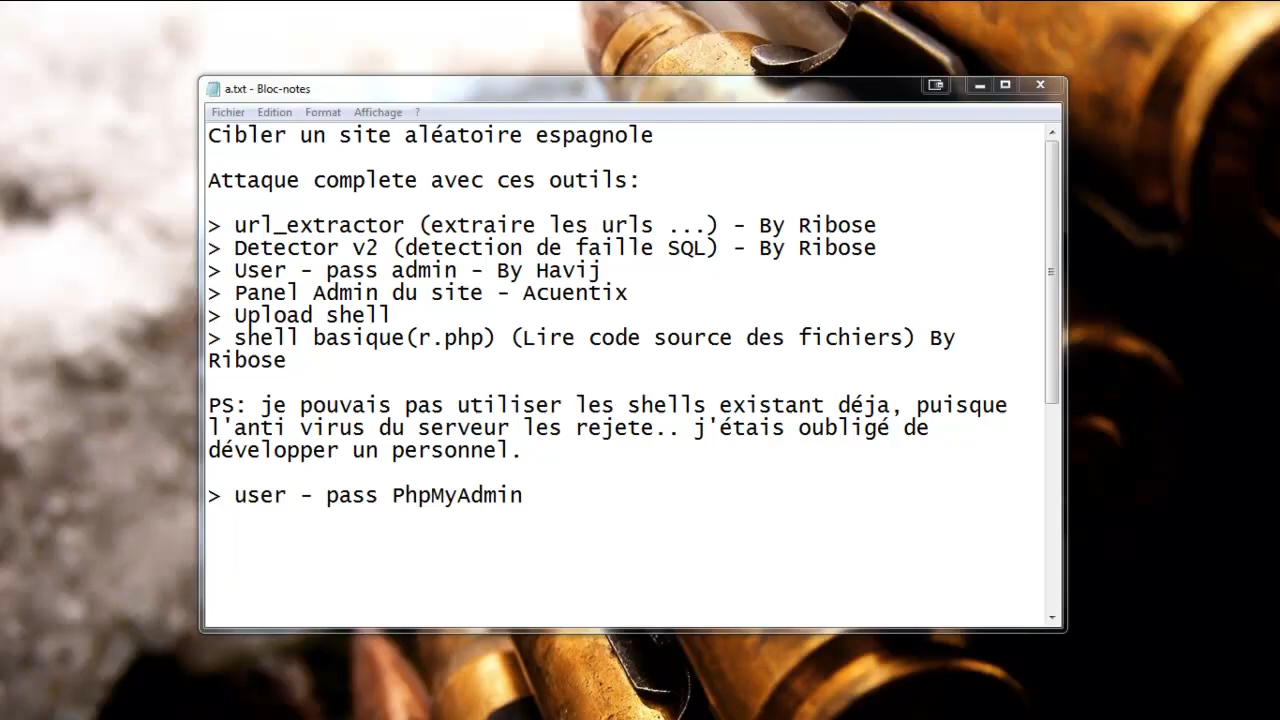 a.txt - Bloc-notes
Fichier Edition Format Affichage ?
Cibler un site aléatoire espagnole
Attaque complete avec ces outils:
> url_extractor (extraire les urls ...) - By Ribose
> Detector v2 (detection de faille SQL) - By Ribose
> User - pass admin - By Havij
> Panel Admin du site - Acuentix
> Upload shell
> shell basique(r.php) (Lire code source des fichiers) By
Ribose
PS: je pouvais pas utiliser les shells existant déja, puisque
l'anti virus du serveur les rejete.. j'étais obligé de
développer un personnel.
> user - pass PhpMyAdmin